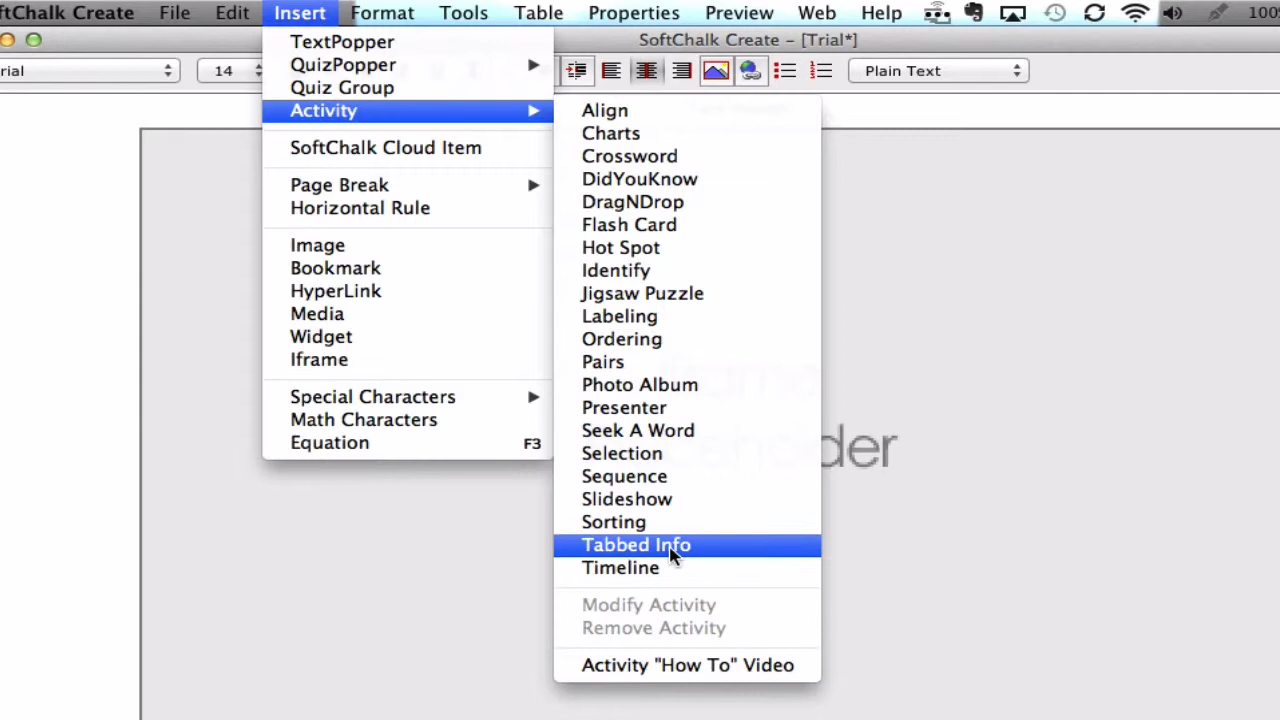 ftChalk Create File Edit Insert Format Tools Table Properties Preview Web Help 100
SoftChalk Create – [Trial*]
rial 14 Plain Text
TextPopper
QuizPopper
Quiz Group
Activity
SoftChalk Cloud Item
Page Break
Horizontal Rule
Image
Bookmark
HyperLink
Media
Widget
Iframe
Special Characters
Math Characters
Equation F3
Align
Charts
Crossword
DidYouKnow
DragNDrop
Flash Card
Hot Spot
Identify
Jigsaw Puzzle
Labeling
Ordering
Pairs
Photo Album
Presenter
Seek A Word
Selection
Sequence
Slideshow
Sorting
Tabbed Info
Timeline
Modify Activity
Remove Activity
Activity "How To" Video
Iframe
ceholder